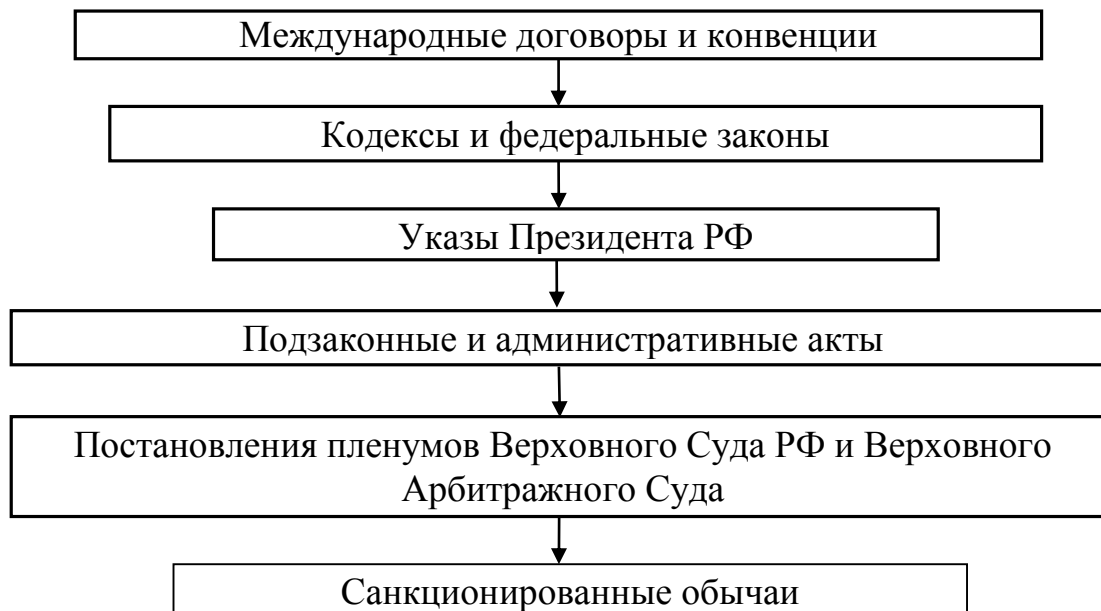 Международные договоры и конвенции
Кодексы и федеральные законы
Указы Президента РФ
Подзаконные и административные акты
Постановления пленумов Верховного Суда РФ и Верховного
Арбитражного Суда
Санкционированные обычаи